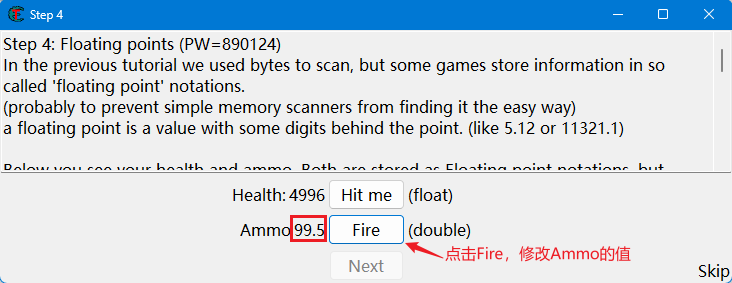 Step 4
Step 4: Floating points (PW=890124)
In the previous tutorial we used bytes to scan, but some games store information in so
called 'floating point' notations.
(probably to prevent simple memory scanners from finding it the easy way)
a floating point is a value with some digits behind the point. (like 5.12 or 11321.1)
Below you see your health and ammo. Both are stored as Floating point notations, but
Health: 4996 Hit me (float)
Ammo 99.5 Fire (double)
点击Fire，修改Ammo的值
Next
Skip